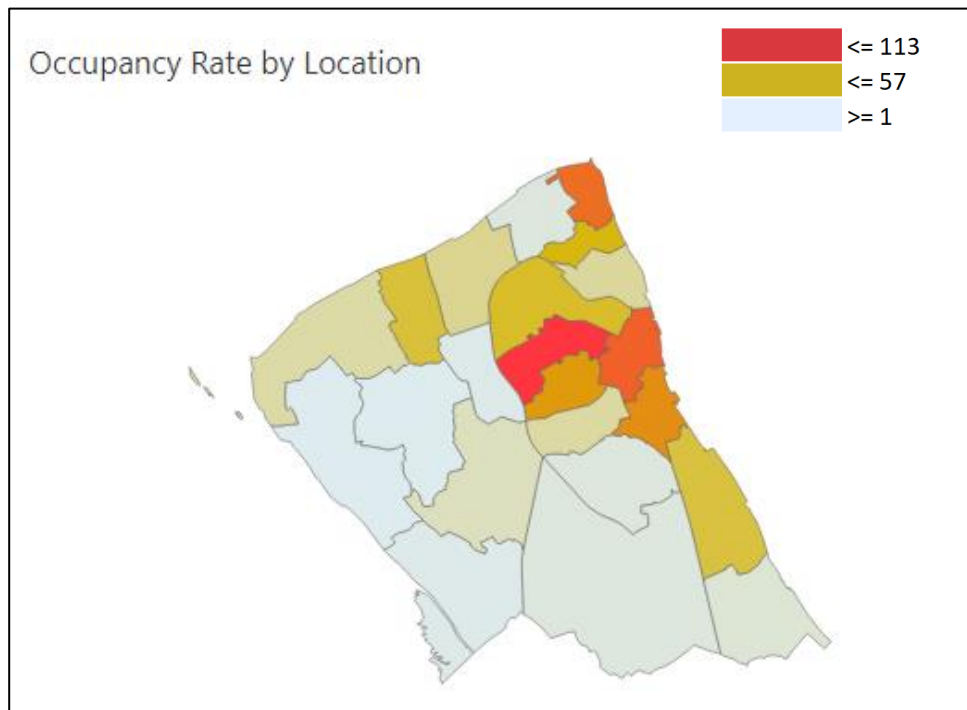 Occupancy Rate by Location
<= 113
<= 57
>= 1